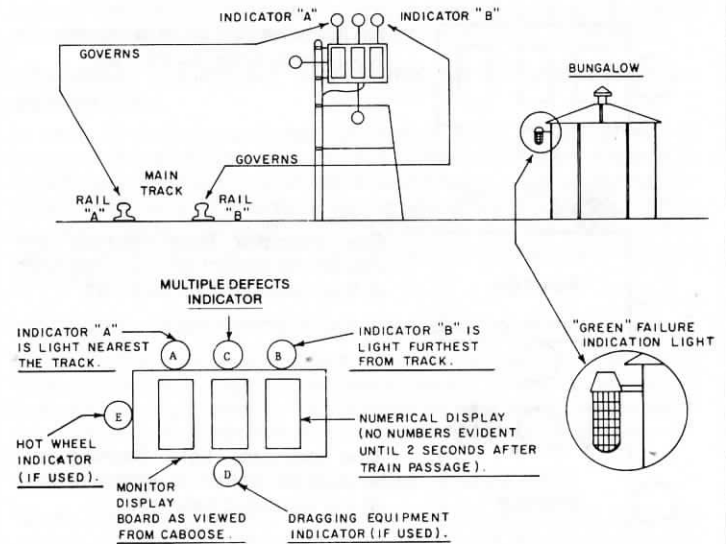 INDICATOR "A"
INDICATOR "B"
GOVERNS
BUNGALOW
MAIN
TRACK
GOVERNS
RAIL
"A"
RAIL
"B"
MULTIPLE DEFECTS
INDICATOR
INDICATOR "A"
IS LIGHT NEAREST
THE TRACK.
A
C
B
INDICATOR "B" IS
LIGHT FURTHEST
FROM TRACK.
"GREEN" FAILURE
INDICATION LIGHT
E
HOT WHEEL
INDICATOR
(IF USED).
NUMERICAL DISPLAY
(NO NUMBERS EVIDENT
UNTIL 2 SECONDS AFTER
TRAIN PASSAGE).
D
MONITOR
DISPLAY
BOARD AS VIEWED
FROM CABOOSE.
DRAGGING EQUIPMENT
INDICATOR (IF USED).